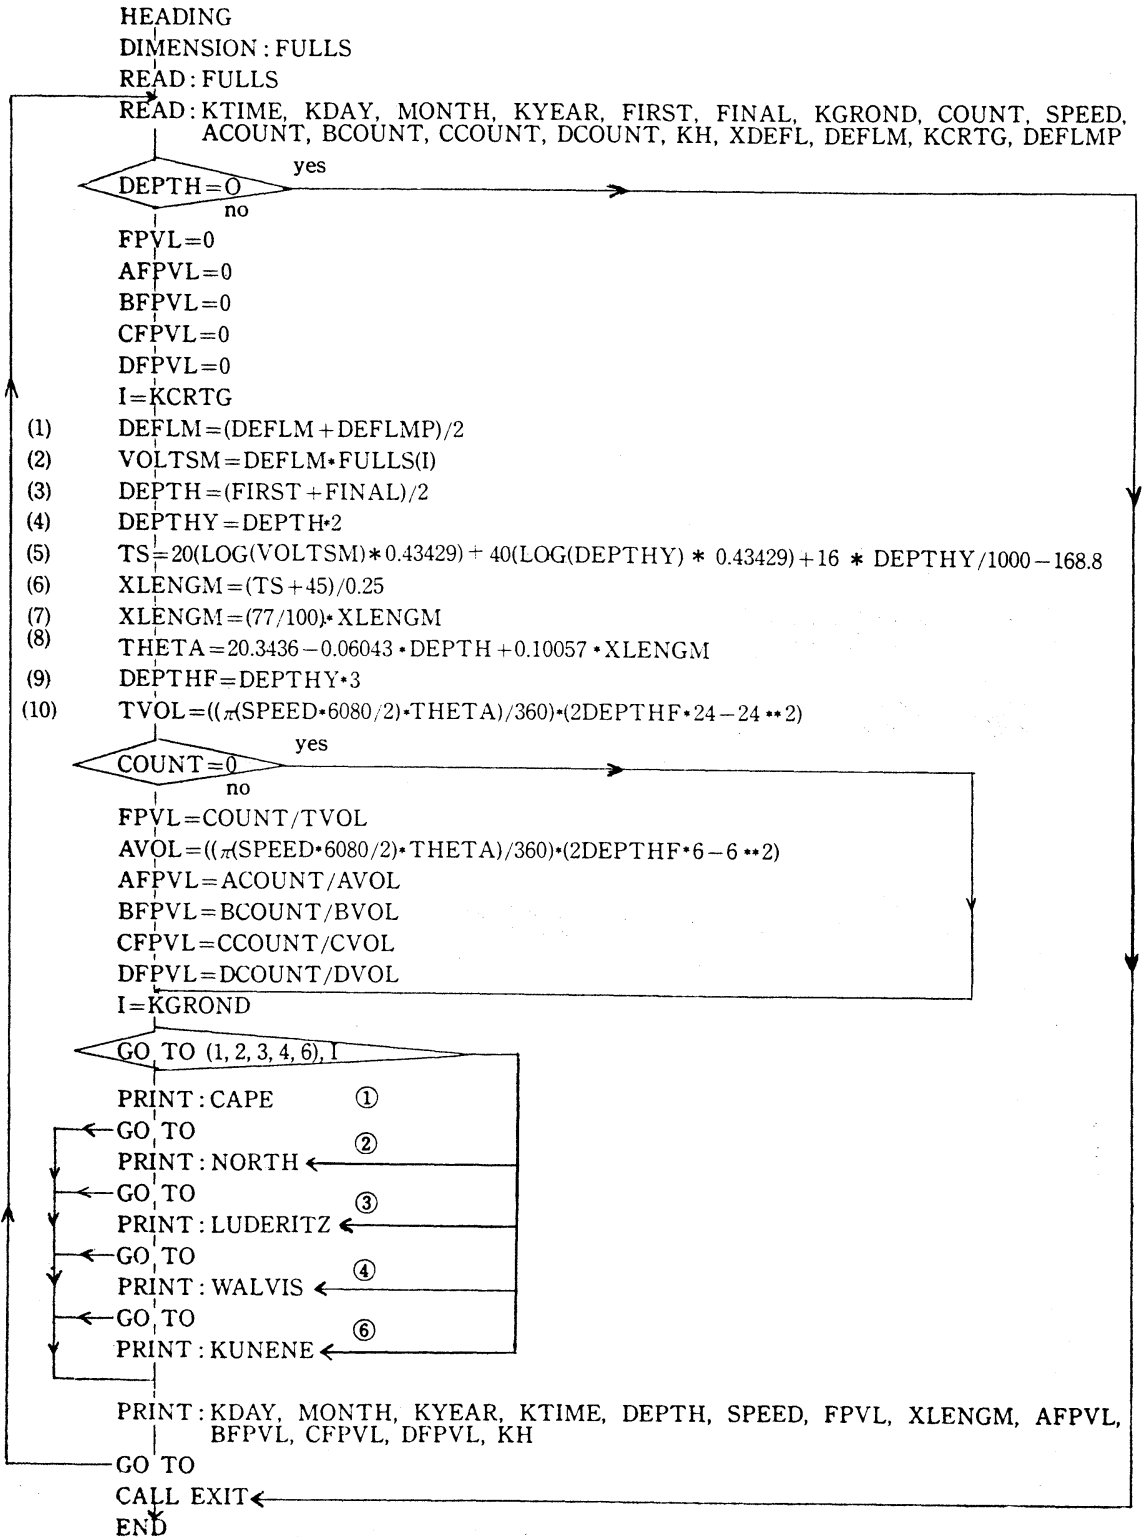 HEADING
DIMENSION : FULLS
READ : FULLS
READ : KTIME, KDAY, MONTH, KYEAR, FIRST, FINAL, KGROND, COUNT, SPEED,
ACOUNT, BCOUNT, CCOUNT, DCOUNT, KH, XDEFL, DEFLM, KCRTG, DEFLMP
yes
DEPTH=O
no
FPVL=0
AFPVL=0
BFPVL=0
CFPVL=0
DFPVL=0
I=KCRTG
(1) DEFLM=(DEFLM+DEFLMP)/2
(2) VOLTSM=DEFLM*FULLS(I)
(3) DEPTH=(FIRST+FINAL)/2
(4) DEPTHY=DEPTH*2
(5) TS=20(LOG(VOLTSM)*0.43429)+40(LOG(DEPTHY) * 0.43429)+16 * DEPTHY/1000-168.8
(6) XLENGM=(TS+45)/0.25
(7) XLENGM=(77/100)*XLENGM
(8) THETA=20.3436-0.06043*DEPTH+0.10057*XLENGM
(9) DEPTHF=DEPTHY*3
(10) TVOL=((π(SPEED*6080/2)*THETA)/360)*(2DEPTHF*24-24**2)
yes
COUNT=0
no
FPVL=COUNT/TVOL
AVOL=((π(SPEED*6080/2)*THETA)/360)*(2DEPTHF*6-6**2)
AFPVL=ACOUNT/AVOL
BFPVL=BCOUNT/BVOL
CFPVL=CCOUNT/CVOL
DFPVL=DCOUNT/DVOL
I=KGROND
GO TO (1, 2, 3, 4, 6), I
PRINT : CAPE ①
GO TO
②
PRINT : NORTH
GO TO
③
PRINT : LUDERITZ
GO TO
④
PRINT : WALVIS
GO TO
⑥
PRINT : KUNENE
PRINT : KDAY, MONTH, KYEAR, KTIME, DEPTH, SPEED, FPVL, XLENGM, AFPVL,
BFPVL, CFPVL, DFPVL, KH
GO TO
CALL EXIT
END